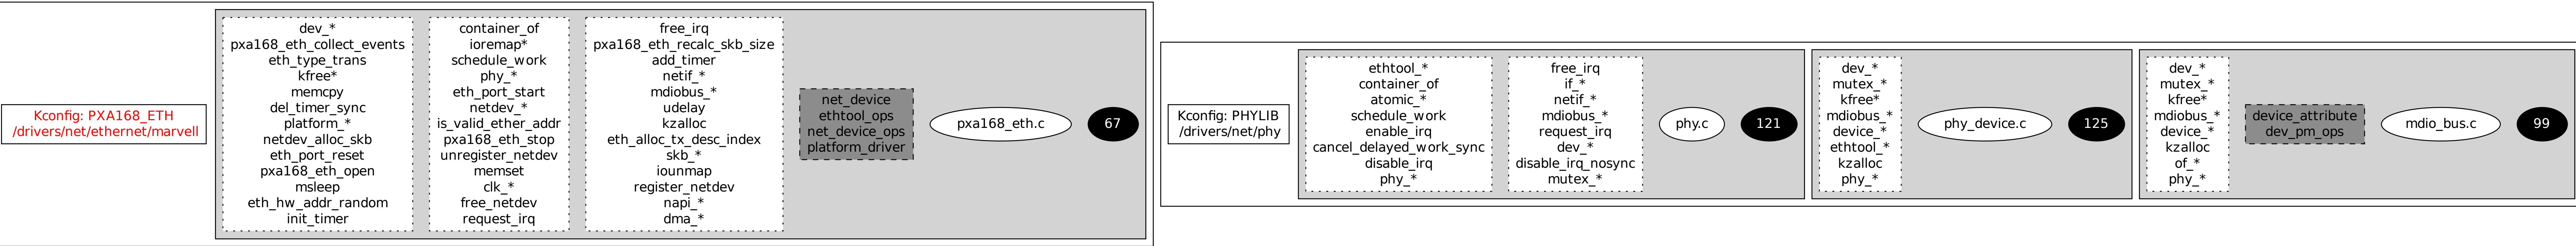 Kconfig: PXA168_ETH
/drivers/net/ethernet/marvell
dev_*
pxa168_eth_collect_events
eth_type_trans
kfree*
memcpy
del_timer_sync
platform_*
netdev_alloc_skb
eth_port_reset
pxa168_eth_open
msleep
eth_hw_addr_random
init_timer
container_of
ioremap*
schedule_work
phy_*
eth_port_start
netdev_*
is_valid_ether_addr
pxa168_eth_stop
unregister_netdev
memset
clk_*
free_netdev
request_irq
free_irq
pxa168_eth_recalc_skb_size
add_timer
netif_*
mdiobus_*
udelay
kzalloc
eth_alloc_tx_desc_index
skb_*
iounmap
register_netdev
napi_*
dma_*
net_device
ethtool_ops
net_device_ops
platform_driver
pxa168_eth.c
67
Kconfig: PHYLIB
/drivers/net/phy
ethtool_*
container_of
atomic_*
schedule_work
enable_irq
cancel_delayed_work_sync
disable_irq
phy_*
free_irq
if_*
netif_*
mdiobus_*
request_irq
dev_*
disable_irq_nosync
mutex_*
phy.c
121
dev_*
mutex_*
kfree*
mdiobus_*
device_*
ethtool_*
kzalloc
phy_*
phy_device.c
125
dev_*
mutex_*
kfree*
mdiobus_*
device_*
kzalloc
of_*
phy_*
device_attribute
dev_pm_ops
mdio_bus.c
99